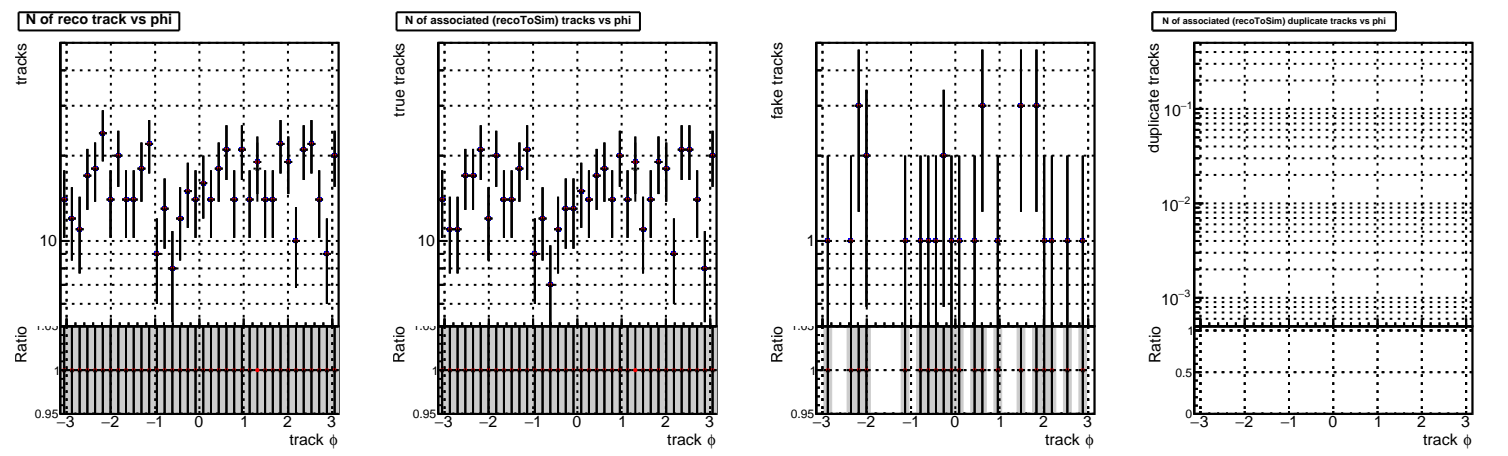 N of reco track vs phi
tracks
10
Ratio
1.05
1
0.95
−3 −2 −1 0 1 2 3
track ϕ
N of associated (recoToSim) tracks vs phi
true tracks
10
Ratio
1.05
1
0.95
−3 −2 −1 0 1 2 3
track ϕ
fake tracks
1
Ratio
1.05
1
0.95
−3 −2 −1 0 1 2 3
track ϕ
N of associated (recoToSim) duplicate tracks vs phi
duplicate tracks
10⁻¹
10⁻²
10⁻³
Ratio
1
0.5
0
−3 −2 −1 0 1 2 3
track ϕ